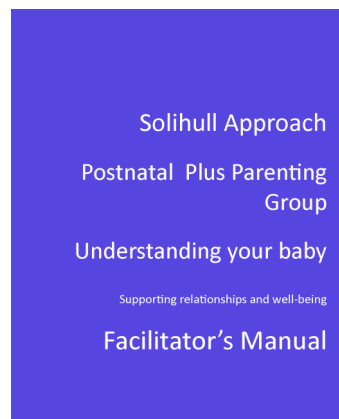 Solihull Approach
Postnatal  Plus Parenting
Group
Understanding your baby
Supporting relationships and well-being
Facilitator's Manual